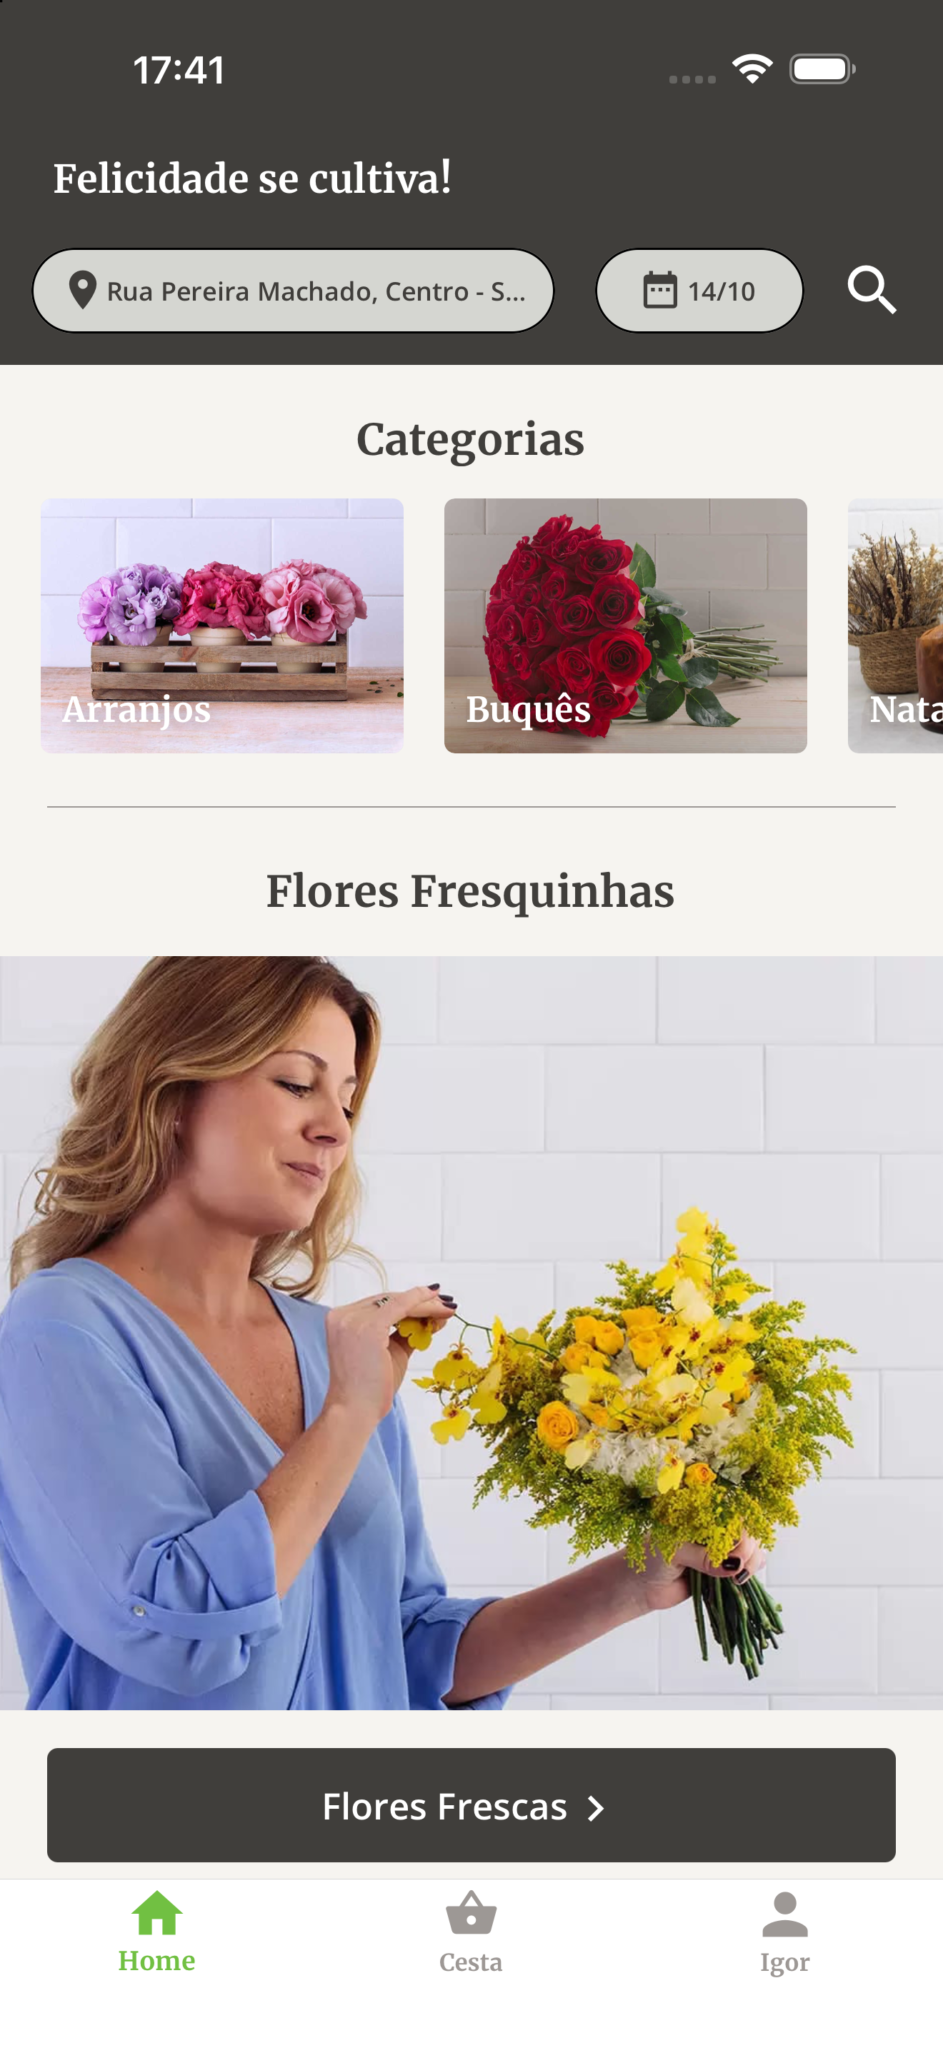 17:41
Felicidade se cultiva!
Rua Pereira Machado, Centro - S...
14/10
Categorias
Arranjos
Buquês
Nata
Flores Fresquinhas
Flores Frescas
Home
Cesta
Igor